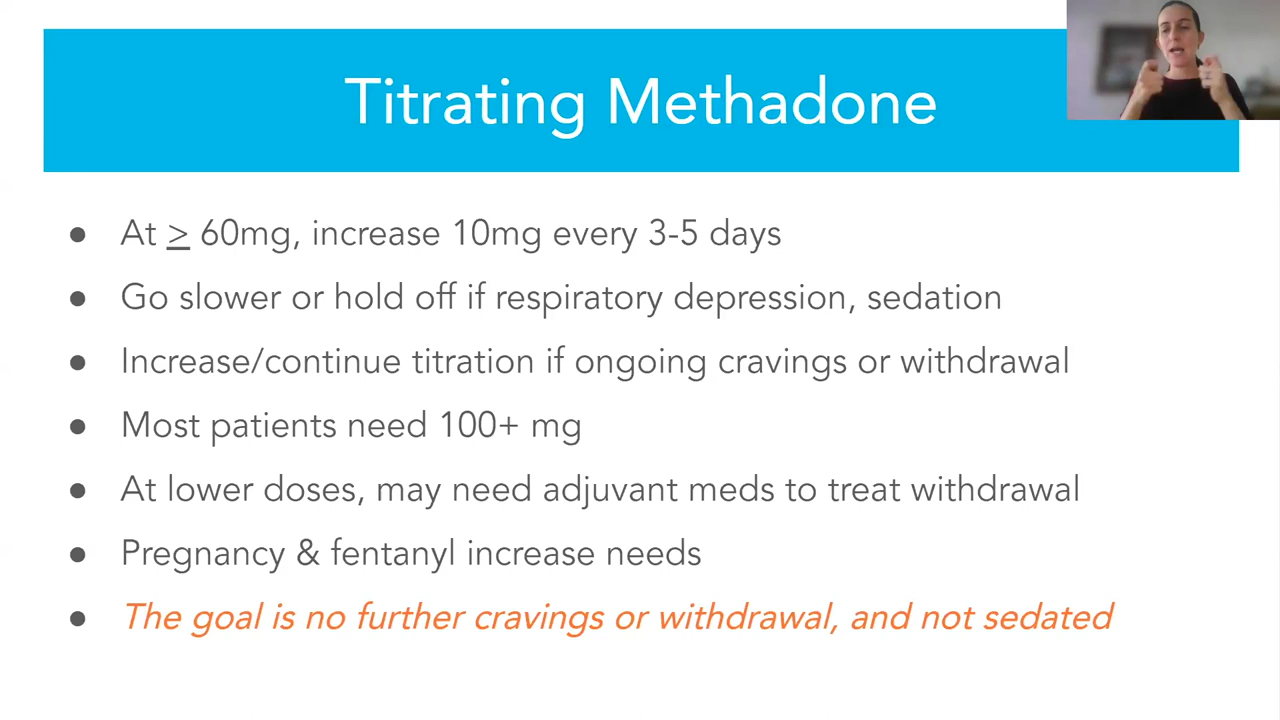 Titrating Methadone
● At ≥ 60mg, increase 10mg every 3-5 days
● Go slower or hold off if respiratory depression, sedation
● Increase/continue titration if ongoing cravings or withdrawal
● Most patients need 100+ mg
● At lower doses, may need adjuvant meds to treat withdrawal
● Pregnancy & fentanyl increase needs
● The goal is no further cravings or withdrawal, and not sedated